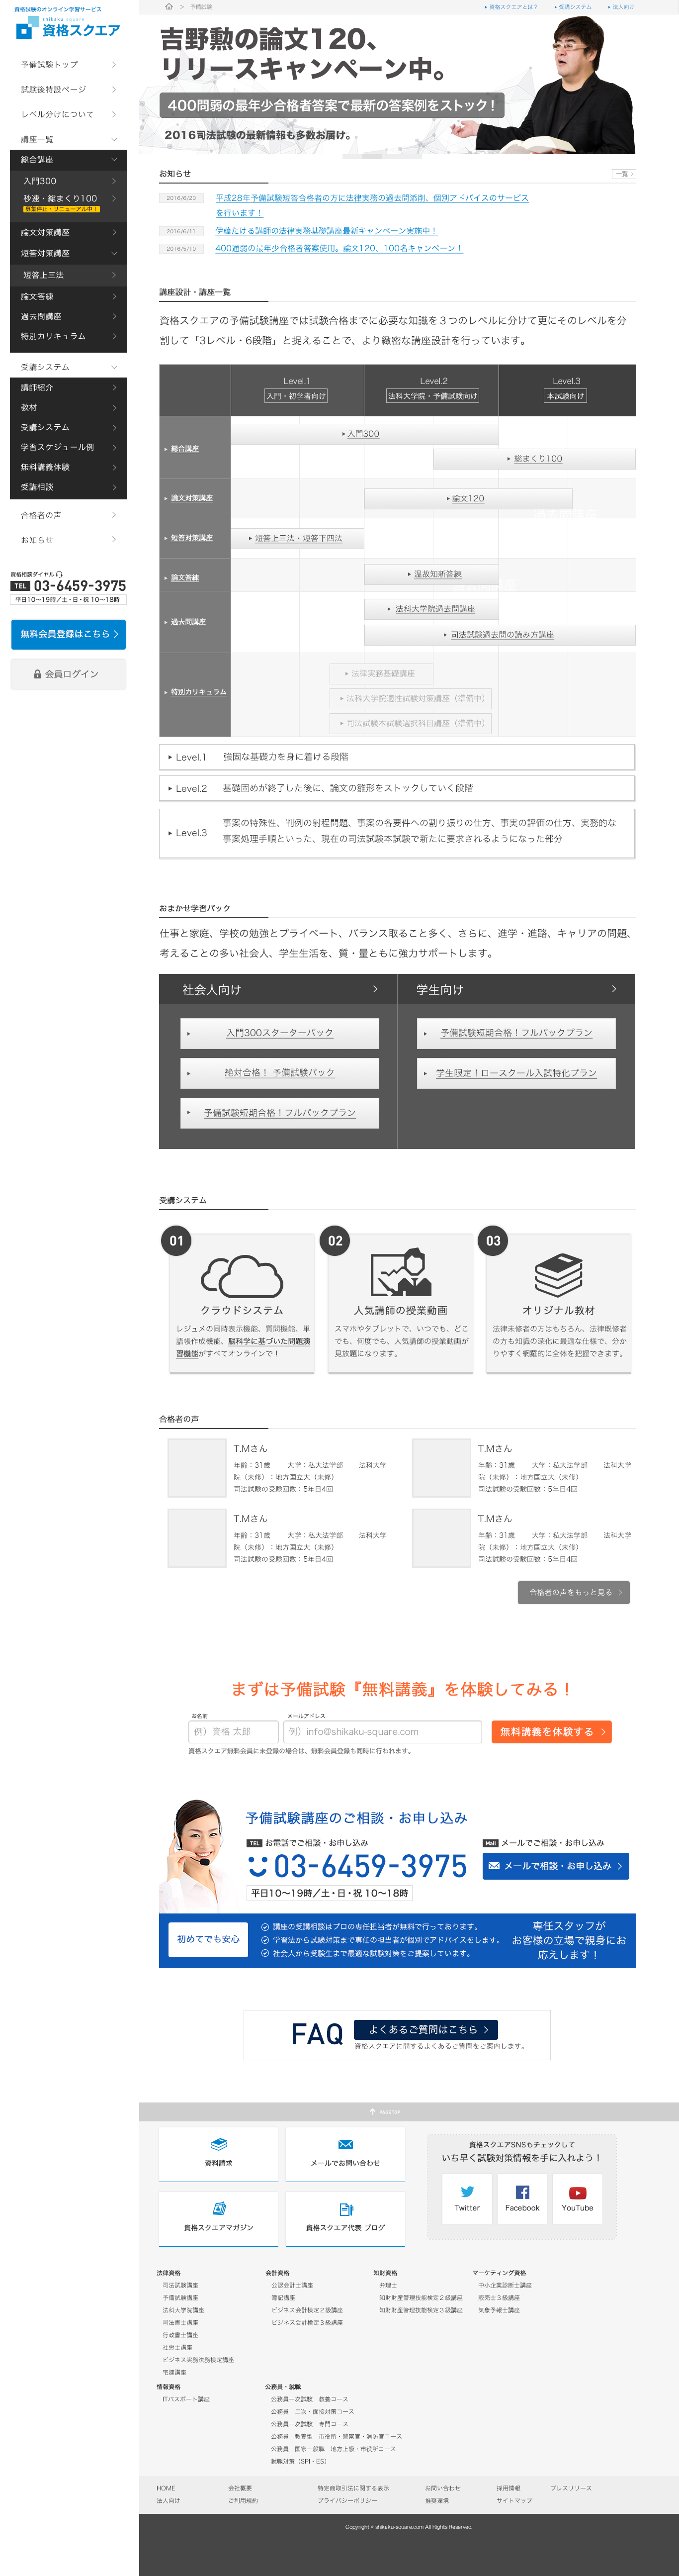 資格試験のオンライン学習サービス
shikaku square
資格スクエア
予備試験トップ
試験後特設ページ
レベル分けについて
講座一覧
総合講座
入門300
秒速・総まくり100
募集停止・リニューアル中！
論文対策講座
短答対策講座
短答上三法
論文答練
過去問講座
特別カリキュラム
受講システム
講師紹介
教材
受講システム
学習スケジュール例
無料講義体験
受講相談
合格者の声
お知らせ
資格相談ダイヤル
TEL 03-6459-3975
平日10〜19時／土・日・祝 10〜18時
無料会員登録はこちら
会員ログイン
予備試験
資格スクエアとは？
受講システム
法人向け
吉野勲の論文120、
リリースキャンペーン中。
400問弱の最年少合格者答案で最新の答案例をストック！
2016司法試験の最新情報も多数お届け。
お知らせ
一覧
2016/6/20 平成28年予備試験短答合格者の方に法律実務の過去問添削、個別アドバイスのサービス
を行います！
2016/6/11 伊藤たける講師の法律実務基礎講座最新キャンペーン実施中！
2016/5/10 400通弱の最年少合格者答案使用。論文120、100名キャンペーン！
講座設計・講座一覧
資格スクエアの予備試験講座では試験合格までに必要な知識を３つのレベルに分けて更にそのレベルを分
割して「3レベル・6段階」と捉えることで、より緻密な講座設計を行っています。
Level.1 Level.2 Level.3
入門・初学者向け 法科大学院・予備試験向け 本試験向け
総合講座
入門300
総まくり100
論文対策講座
論文120
短答対策講座
短答上三法・短答下四法
論文答練
温故知新答練
過去問講座
法科大学院過去問講座
司法試験過去問の読み方講座
特別カリキュラム
法律実務基礎講座
法科大学院適性試験対策講座（準備中）
司法試験本試験選択科目講座（準備中）
Level.1 強固な基礎力を身に着ける段階
Level.2 基礎固めが終了した後に、論文の雛形をストックしていく段階
Level.3 事案の特殊性、判例の射程問題、事案の各要件への割り振りの仕方、事実の評価の仕方、実務的な
事案処理手順といった、現在の司法試験本試験で新たに要求されるようになった部分
おまかせ学習パック
仕事と家庭、学校の勉強とプライベート、バランス取ること多く、さらに、進学・進路、キャリアの問題、
考えることの多い社会人、学生生活を、質・量ともに強力サポートします。
社会人向け
入門300スターターパック
絶対合格！ 予備試験パック
予備試験短期合格！フルパックプラン
学生向け
予備試験短期合格！フルパックプラン
学生限定！ロースクール入試特化プラン
受講システム
01
クラウドシステム
レジュメの同時表示機能、質問機能、単
語帳作成機能、脳科学に基づいた問題演
習機能がすべてオンラインで！
02
人気講師の授業動画
スマホやタブレットで、いつでも、どこ
でも、何度でも、人気講師の授業動画が
見放題になります。
03
オリジナル教材
法律未修者の方はもちろん、法律既修者
の方も知識の深化に最適な仕様で、分か
りやすく網羅的に全体を把握できます。
合格者の声
T.Mさん
年齢：31歳　大学：私大法学部　法科大学
院（未修）：地方国立大（未修）
司法試験の受験回数：5年目4回
T.Mさん
年齢：31歳　大学：私大法学部　法科大学
院（未修）：地方国立大（未修）
司法試験の受験回数：5年目4回
T.Mさん
年齢：31歳　大学：私大法学部　法科大学
院（未修）：地方国立大（未修）
司法試験の受験回数：5年目4回
T.Mさん
年齢：31歳　大学：私大法学部　法科大学
院（未修）：地方国立大（未修）
司法試験の受験回数：5年目4回
合格者の声をもっと見る
まずは予備試験『無料講義』を体験してみる！
お名前
例）資格 太郎
メールアドレス
例）info@shikaku-square.com
無料講義を体験する
資格スクエア無料会員に未登録の場合は、無料会員登録も同時に行われます。
予備試験講座のご相談・お申し込み
TEL お電話でご相談・お申し込み
03-6459-3975
平日10〜19時／土・日・祝 10〜18時
Mail メールでご相談・お申し込み
メールで相談・お申し込み
初めてでも安心
講座の受講相談はプロの専任担当者が無料で行っております。
学習法から試験対策まで専任の担当者が個別でアドバイスをします。
社会人から受験生まで最適な試験対策をご提案しています。
専任スタッフが
お客様の立場で親身にお
応えします！
FAQ
よくあるご質問はこちら
資格スクエアに関するよくあるご質問をご案内します。
PAGETOP
資料請求
メールでお問い合わせ
資格スクエアマガジン
資格スクエア代表 ブログ
資格スクエアSNSもチェックして
いち早く試験対策情報を手に入れよう！
Twitter
Facebook
YouTube
法律資格
司法試験講座
予備試験講座
法科大学院講座
司法書士講座
行政書士講座
社労士講座
ビジネス実務法務検定講座
宅建講座
会計資格
公認会計士講座
簿記講座
ビジネス会計検定２級講座
ビジネス会計検定３級講座
知財資格
弁理士
知財財産管理技能検定２級講座
知財財産管理技能検定３級講座
マーケティング資格
中小企業診断士講座
販売士３級講座
気象予報士講座
情報資格
ITパスポート講座
公務員・就職
公務員一次試験　教養コース
公務員　二次・面接対策コース
公務員一次試験　専門コース
公務員　教養型　市役所・警察官・消防官コース
公務員　国家一般職　地方上級・市役所コース
就職対策（SPI・ES）
HOME 会社概要 特定商取引法に関する表示 お問い合わせ 採用情報 プレスリリース
法人向け ご利用規約 プライバシーポリシー 推奨環境 サイトマップ
Copyright © shikaku-square.com All Rights Reserved.